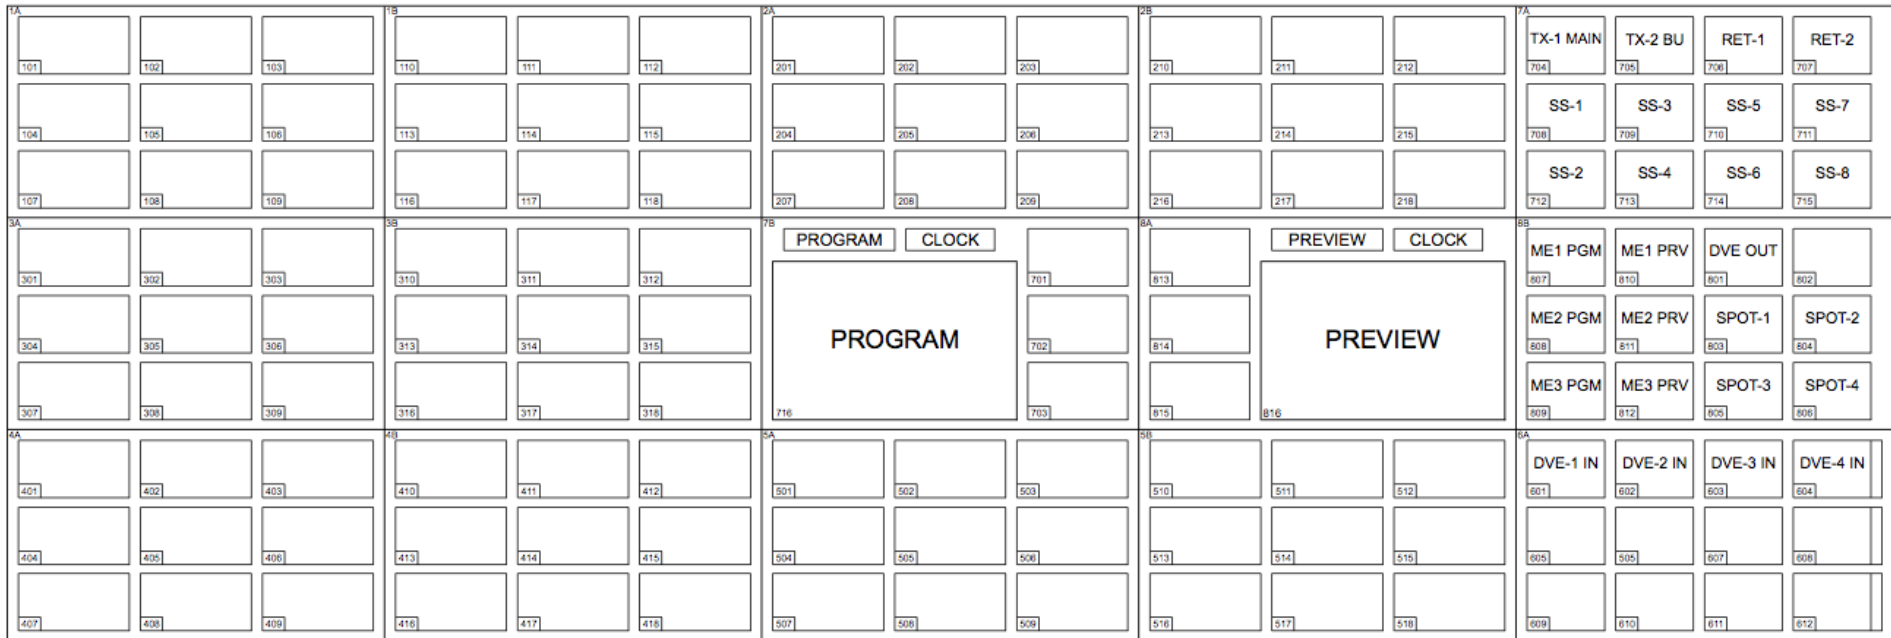 1A 1B 2A 2B 7A
TX-1 MAIN TX-2 BU RET-1 RET-2
101 102 103 110 111 112 201 202 203 210 211 212 704 705 706 707
SS-1 SS-3 SS-5 SS-7
104 105 106 113 114 115 204 205 206 213 214 215 708 709 710 711
SS-2 SS-4 SS-6 SS-8
107 108 109 116 117 118 207 208 209 216 217 218 712 713 714 715
3A 3B 7B 8A 8B
PROGRAM CLOCK PREVIEW CLOCK
ME1 PGM ME1 PRV DVE OUT
301 302 303 310 311 312 701 813 807 810 801 802
ME2 PGM ME2 PRV SPOT-1 SPOT-2
PROGRAM PREVIEW
304 305 306 313 314 315 702 814 808 811 803 804
ME3 PGM ME3 PRV SPOT-3 SPOT-4
307 308 309 316 317 318 716 703 815 816 809 812 805 806
4A 4B 5A 5B 6A
DVE-1 IN DVE-2 IN DVE-3 IN DVE-4 IN
401 402 403 410 411 412 501 502 503 510 511 512 601 602 603 604
404 405 406 413 414 415 504 505 506 513 514 515 605 505 607 608
407 408 409 416 417 418 507 508 509 516 517 518 609 610 611 612